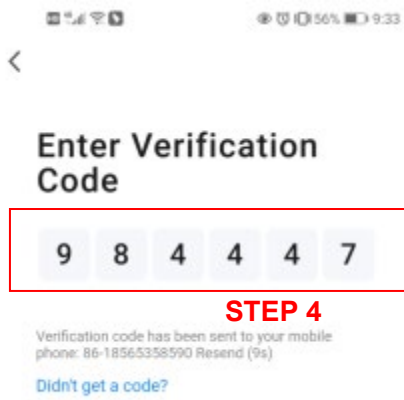 56% 9:33
Enter Verification
Code
9 8 4 4 4 7
STEP 4
Verification code has been sent to your mobile
phone: 86-18565358590 Resend (9s)
Didn't get a code?